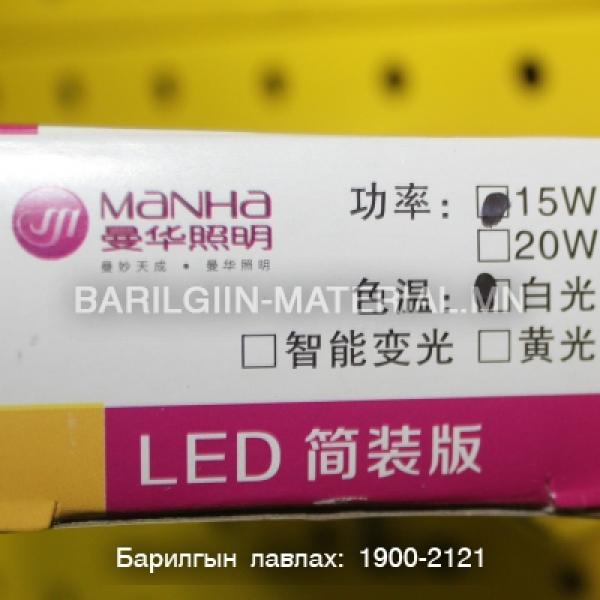 MANHA
曼华照明
曼妙天成 • 曼华照明
功率: 15W
20W
色温: 白光
智能变光 黄光
BARILGIIN-MATERIAL.MN
LED 简装版
Барилгын лавлах: 1900-2121